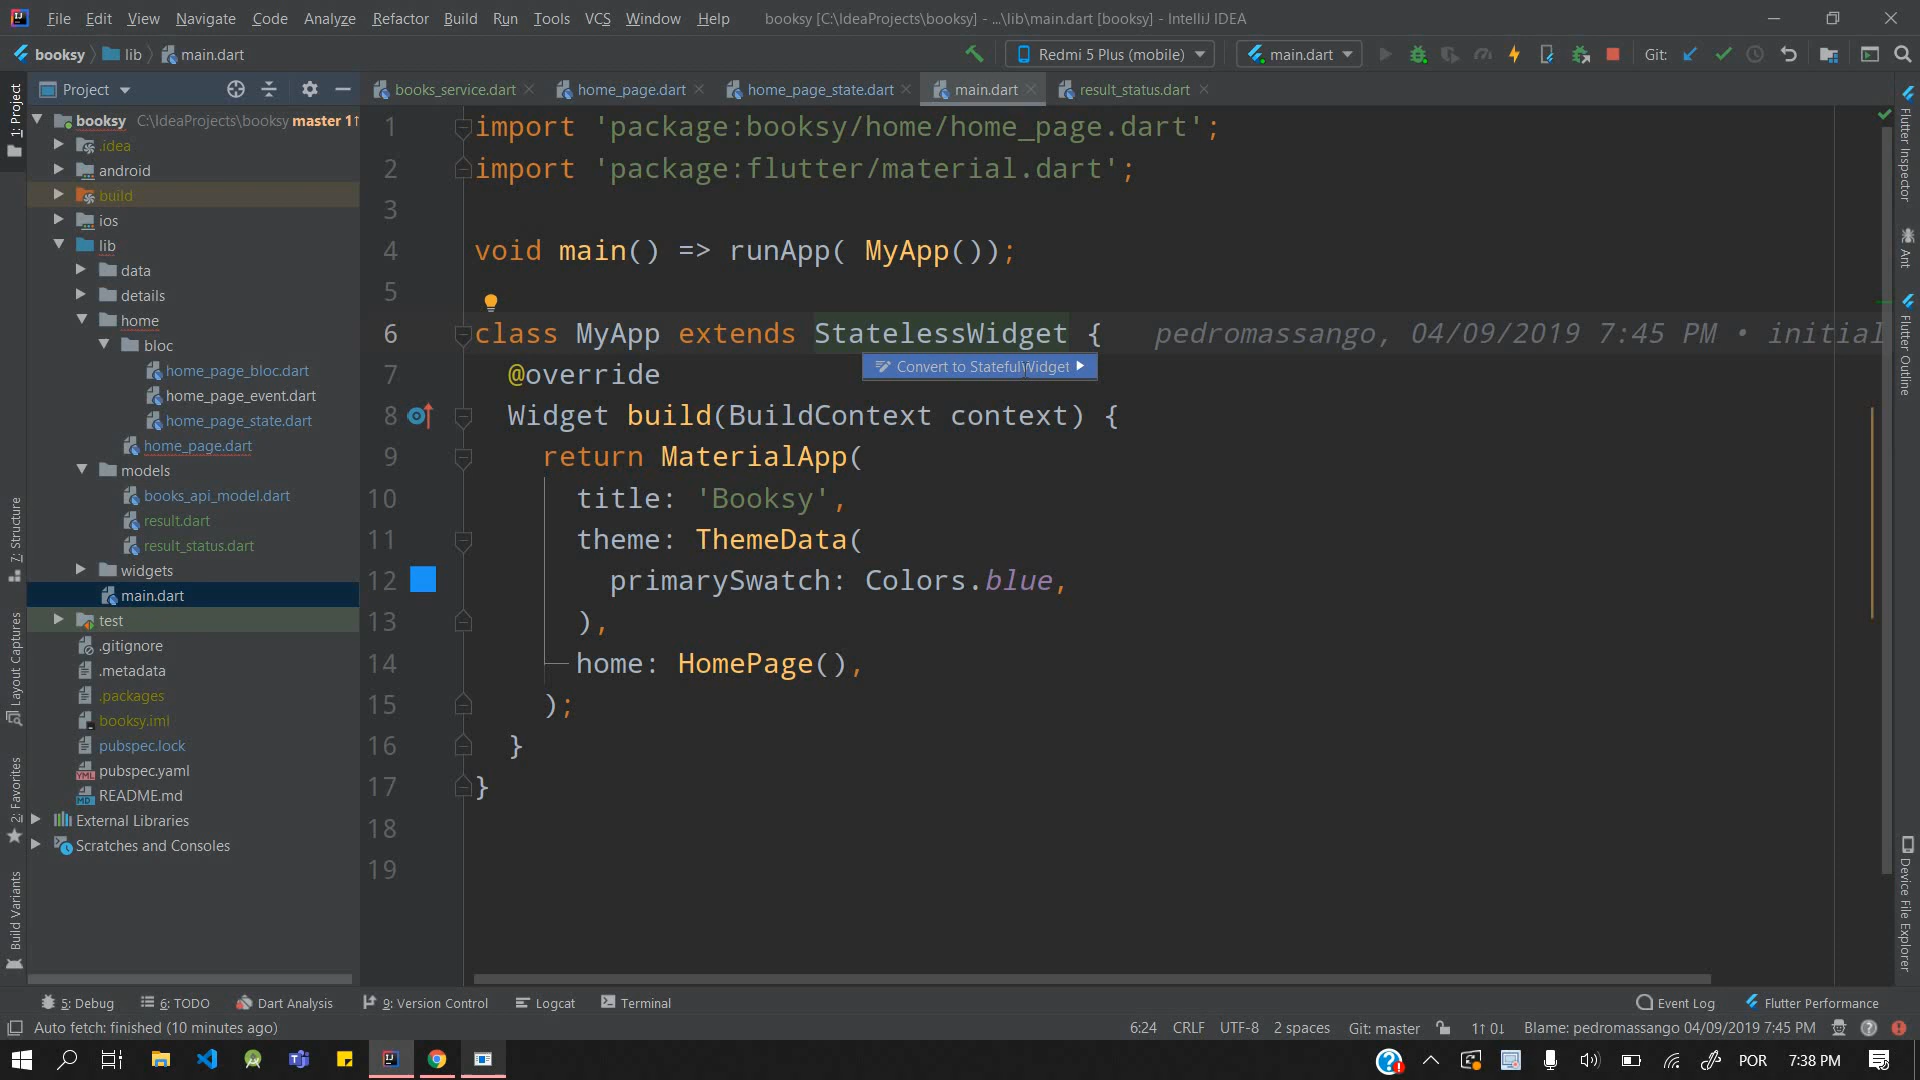 File Edit View Navigate Code Analyze Refactor Build Run Tools VCS Window Help booksy [C:\IdeaProjects\booksy] - ...\lib\main.dart [booksy] - IntelliJ IDEA
booksy lib main.dart Redmi 5 Plus (mobile) main.dart Git:
Project books_service.dart home_page.dart home_page_state.dart main.dart result_status.dart
1: Project
7: Structure
Layout Captures
2: Favorites
Build Variants
booksy C:\IdeaProjects\booksy master 1↑
.idea
android
build
ios
lib
data
details
home
bloc
home_page_bloc.dart
home_page_event.dart
home_page_state.dart
home_page.dart
models
books_api_model.dart
result.dart
result_status.dart
widgets
main.dart
test
.gitignore
.metadata
.packages
booksy.iml
pubspec.lock
pubspec.yaml
README.md
External Libraries
Scratches and Consoles
1 import 'package:booksy/home/home_page.dart';
2 import 'package:flutter/material.dart';
3
4 void main() => runApp( MyApp());
5
6 class MyApp extends StatelessWidget { pedromassango, 04/09/2019 7:45 PM • initial
Convert to StatefulWidget
7 @override
8 Widget build(BuildContext context) {
9 return MaterialApp(
10 title: 'Booksy',
11 theme: ThemeData(
12 primarySwatch: Colors.blue,
13 ),
14 home: HomePage(),
15 );
16 }
17 }
18
19
Flutter Inspector
Ant
Flutter Outline
Device File Explorer
5: Debug 6: TODO Dart Analysis 9: Version Control Logcat Terminal Event Log Flutter Performance
Auto fetch: finished (10 minutes ago) 6:24 CRLF UTF-8 2 spaces Git: master 1↑ 0↓ Blame: pedromassango 04/09/2019 7:45 PM
POR 7:38 PM